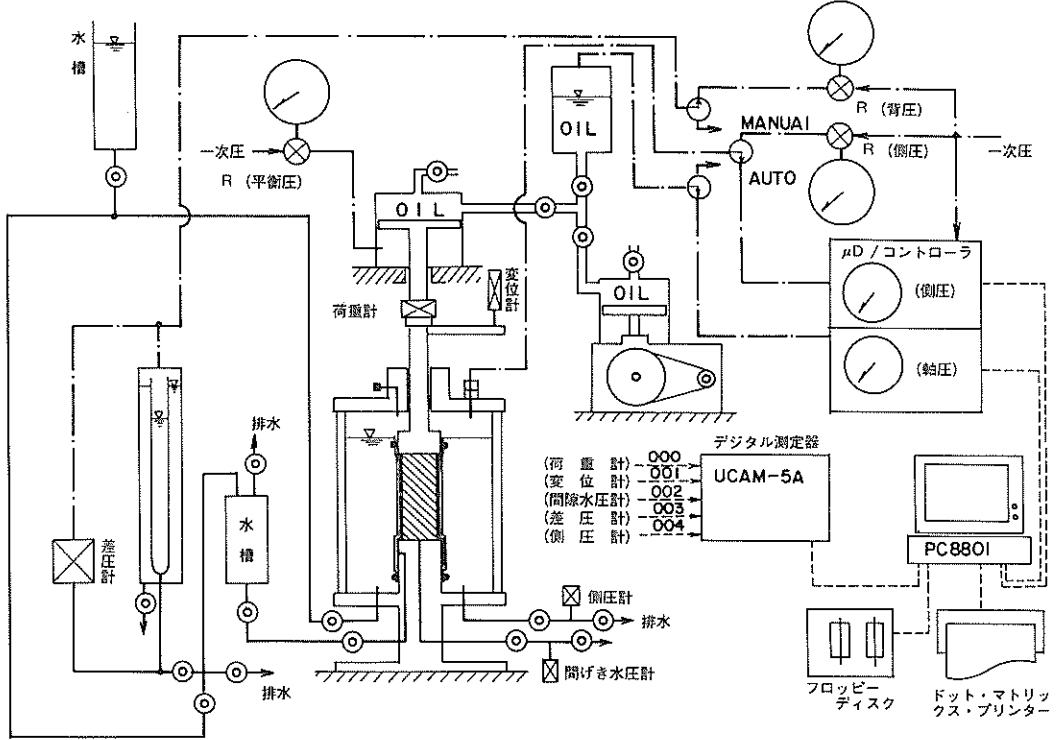 水
槽
一次圧
R (平衡圧)
OIL
OIL
OIL
MANUAl
AUTO
R (背圧)
R (側圧)
一次圧
μD/コントローラ
(側圧)
(軸圧)
荷重計
変位計
排水
水
槽
差圧計
排水
側圧計
排水
間げき水圧計
デジタル測定器
UCAM-5A
(荷重計) 000
(変位計) 001
(間隙水圧計) 002
(差圧計) 003
(側圧計) 004
PC8801
フロッピー
ディスク
ドット・マトリッ
クス・プリンター